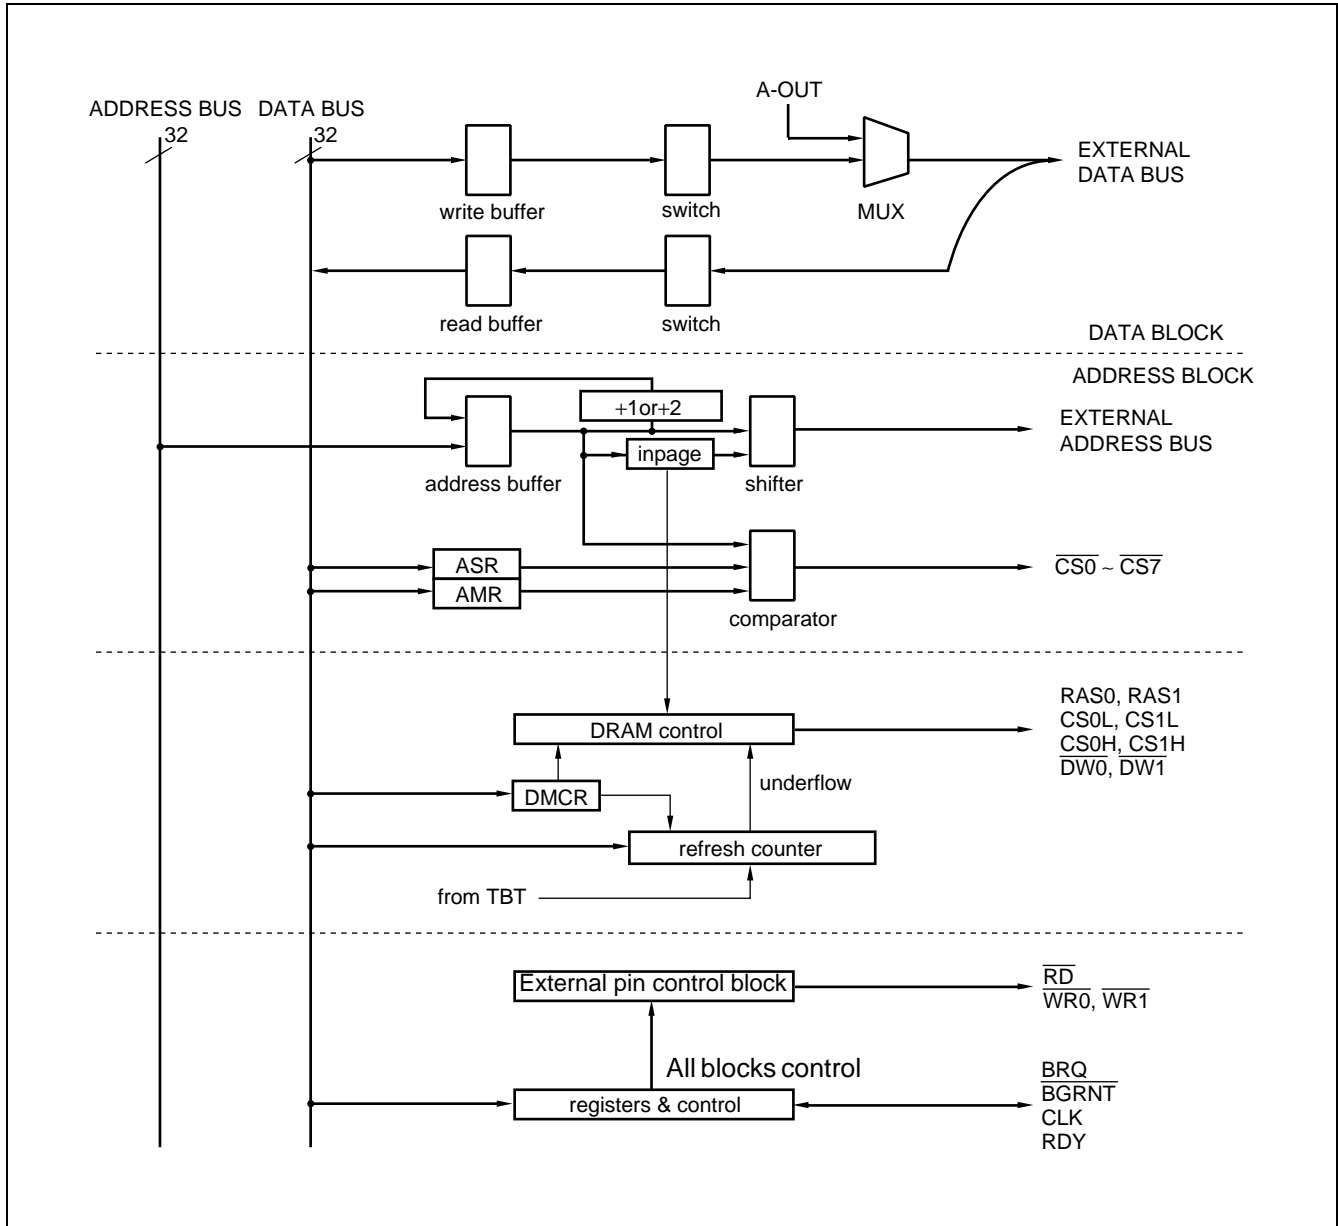 A-OUT
ADDRESS BUS
DATA BUS
32
32
EXTERNAL
DATA BUS
write buffer
switch
MUX
read buffer
switch
DATA BLOCK
ADDRESS BLOCK
+1or+2
EXTERNAL
ADDRESS BUS
inpage
address buffer
shifter
ASR
CS0 ~ CS7
AMR
comparator
RAS0, RAS1
CS0L, CS1L
CS0H, CS1H
DW0, DW1
DRAM control
underflow
DMCR
refresh counter
from TBT
External pin control block
RD
WR0, WR1
All blocks control
registers & control
BRQ
BGRNT
CLK
RDY